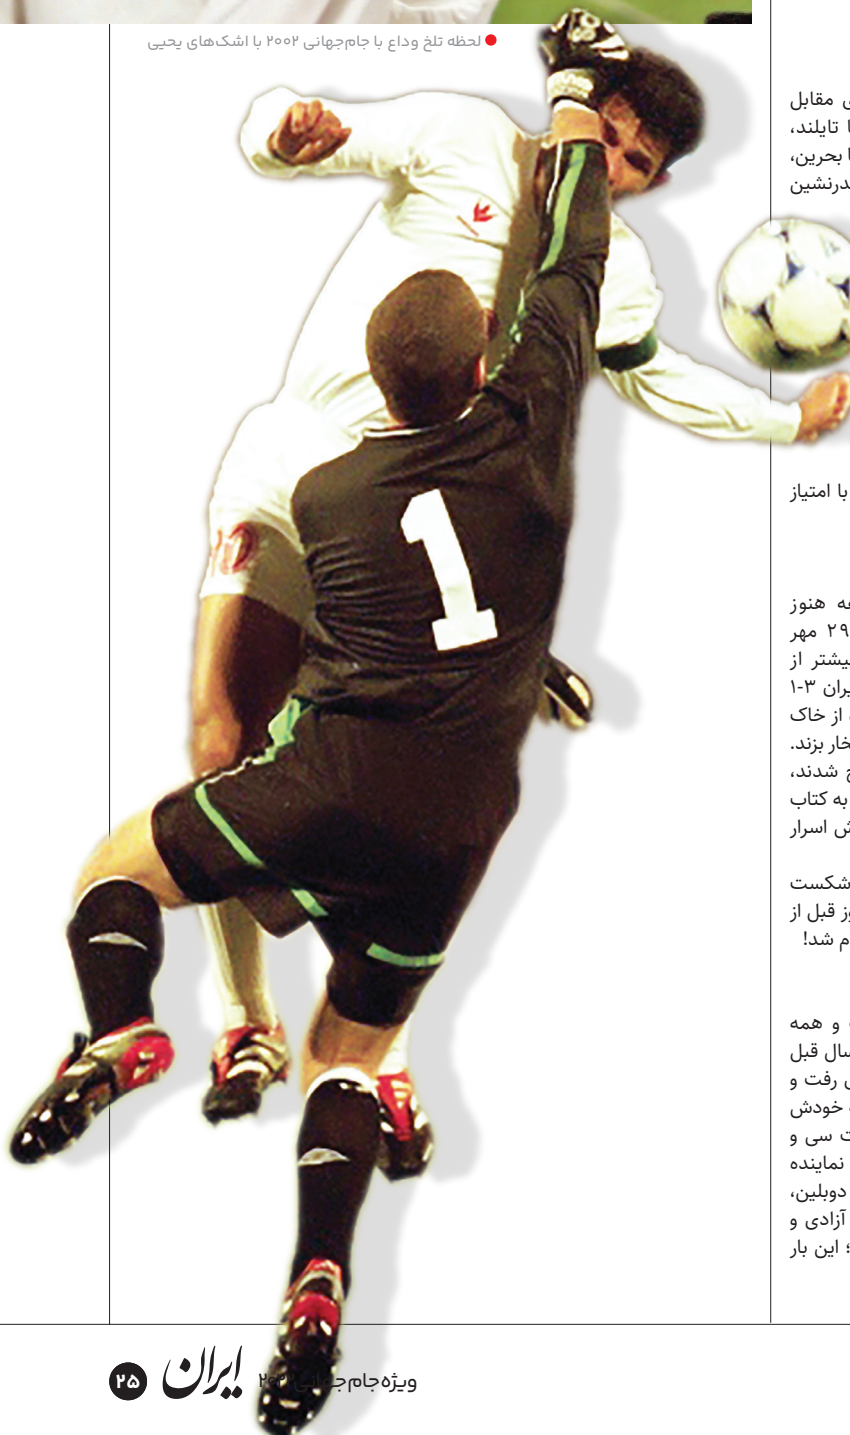 لحظه تلخ وداع با جام‌جهانی ۲۰۰۲ با اشک‌های یحیی
مقابل
تایلند،
بحرین،
با امتیاز
هنوز
۲۹ مهر
بیشتر از
ایران ۳-۱
از خاک
بزند.
شدند،
به کتاب
اسرار
شکست
قبل از
شد!
و همه
سال قبل
رفت و
خودش
سی و
نماینده
دوبلین،
آزادی و
؛ این بار
1
10
ویژه‌جام‌جهانی
ایران
۲۵